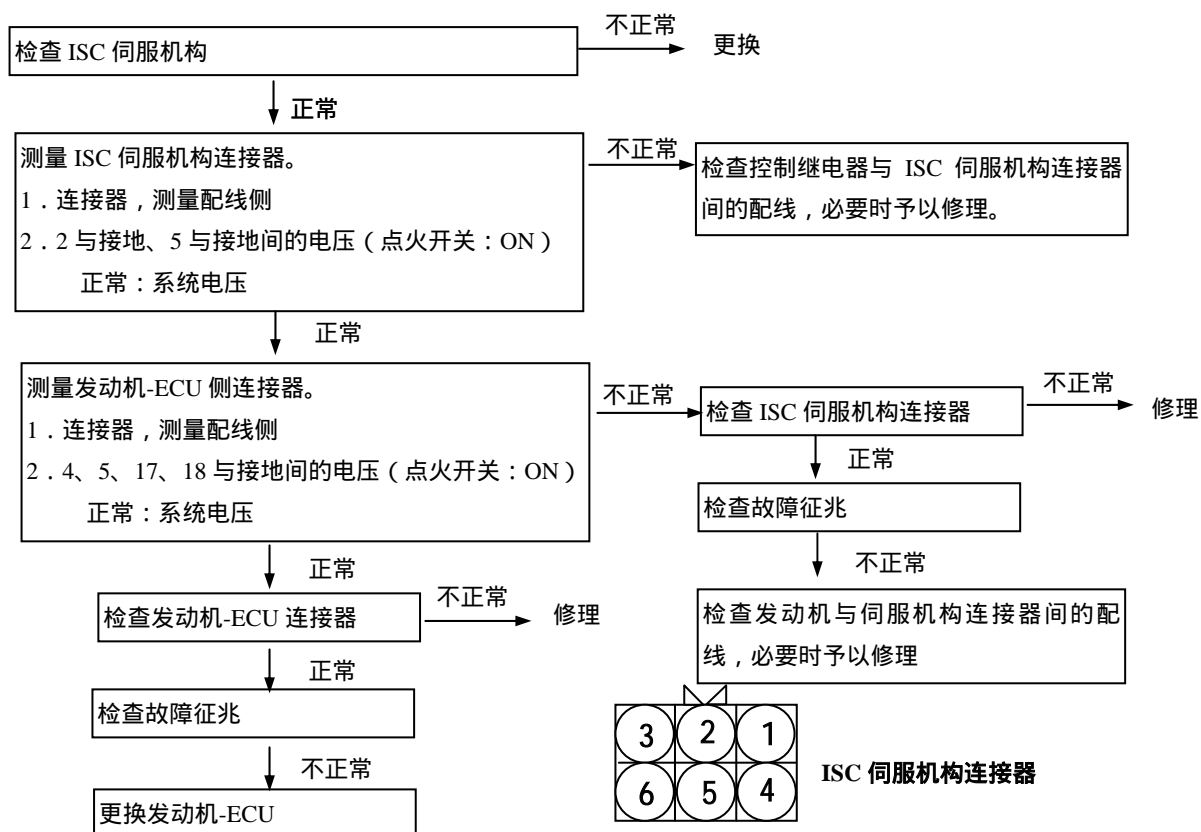 不正常
检查 ISC 伺服机构
更换
正常
测量 ISC 伺服机构连接器。
1．连接器，测量配线侧
2．2 与接地、5 与接地间的电压（点火开关：ON）
正常：系统电压
不正常
检查控制继电器与 ISC 伺服机构连接器
间的配线，必要时予以修理。
正常
测量发动机-ECU 侧连接器。
1．连接器，测量配线侧
2．4、5、17、18 与接地间的电压（点火开关：ON）
正常：系统电压
不正常
检查 ISC 伺服机构连接器
不正常
修理
正常
检查故障征兆
不正常
检查发动机与伺服机构连接器间的配
线，必要时予以修理
正常
检查发动机-ECU 连接器
不正常
修理
正常
检查故障征兆
不正常
更换发动机-ECU
3 2 1
6 5 4
ISC 伺服机构连接器